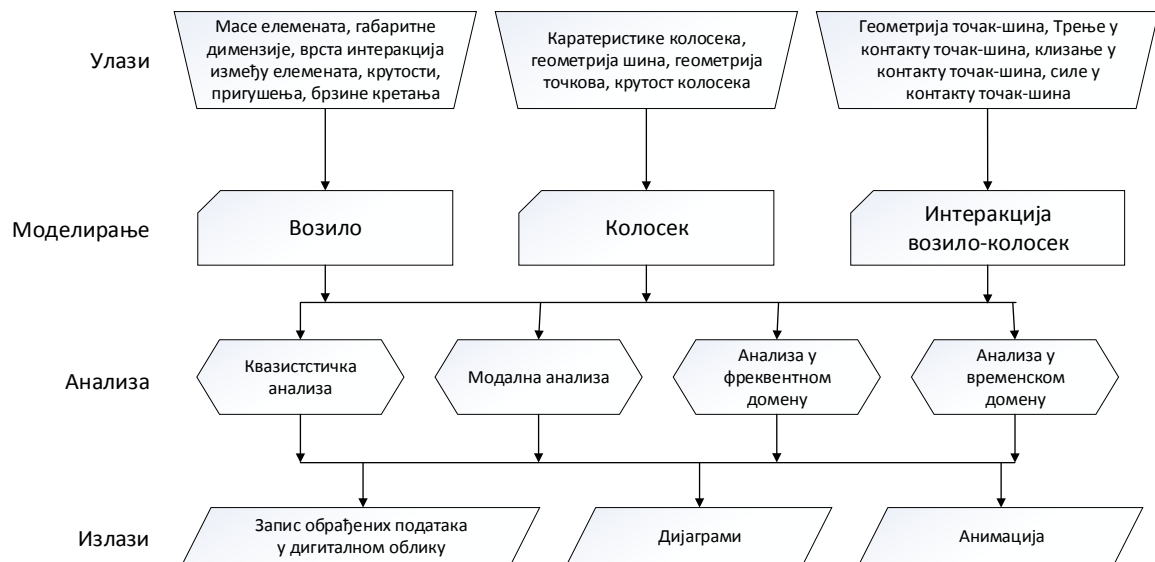 Улази
Масе елемената, габаритне
димензије, врста интеракција
између елемената, крутости,
пригушења, брзине кретања
Каратеристике колосека,
геометрија шина, геометрија
точкова, крутост колосека
Геометрија точак-шина, Трење у
контакту точак-шина, клизање у
контакту точак-шина, силе у
контакту точак-шина
Моделирање
Возило
Колосек
Интеракција
возило-колосек
Анализа
Квазистстичка
анализа
Модална анализа
Анализа у
фреквентном
домену
Анализа у
временском
домену
Излази
Запис обрађених података
у дигиталном облику
Дијаграми
Анимација